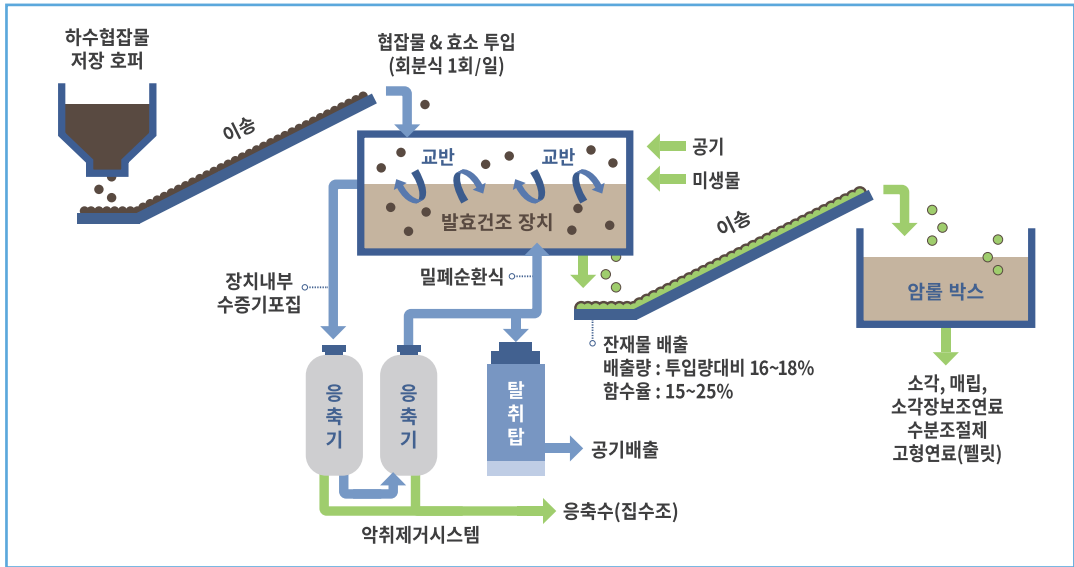 하수협잡물
저장 호퍼
이송
협잡물 & 효소 투입
(회분식 1회/일)
교반
교반
발효건조 장치
공기
미생물
이송
암롤 박스
장치내부
수증기포집
밀폐순환식
잔재물 배출
배출량 : 투입량대비 16~18%
함수율 : 15~25%
소각, 매립,
소각장보조연료
수분조절제
고형연료(펠릿)
응축기
응축기
탈취탑
공기배출
응축수(집수조)
악취제거시스템